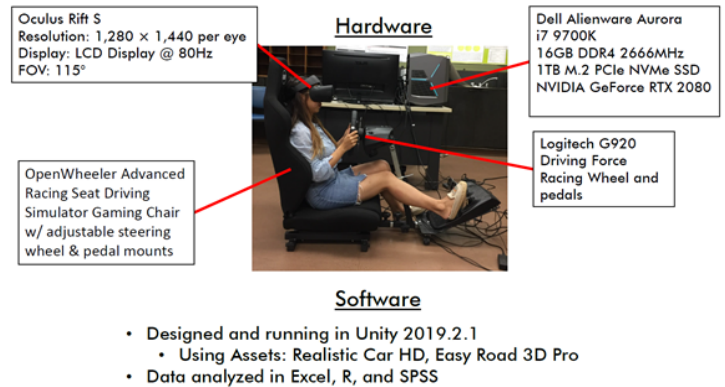 Hardware
Oculus Rift S
Resolution: 1,280 × 1,440 per eye
Display: LCD Display @ 80Hz
FOV: 115°
Dell Alienware Aurora
i7 9700K
16GB DDR4 2666MHz
1TB M.2 PCIe NVMe SSD
NVIDIA GeForce RTX 2080
OpenWheeler Advanced
Racing Seat Driving
Simulator Gaming Chair
w/ adjustable steering
wheel & pedal mounts
Logitech G920
Driving Force
Racing Wheel and
pedals
Software
• Designed and running in Unity 2019.2.1
• Using Assets: Realistic Car HD, Easy Road 3D Pro
• Data analyzed in Excel, R, and SPSS